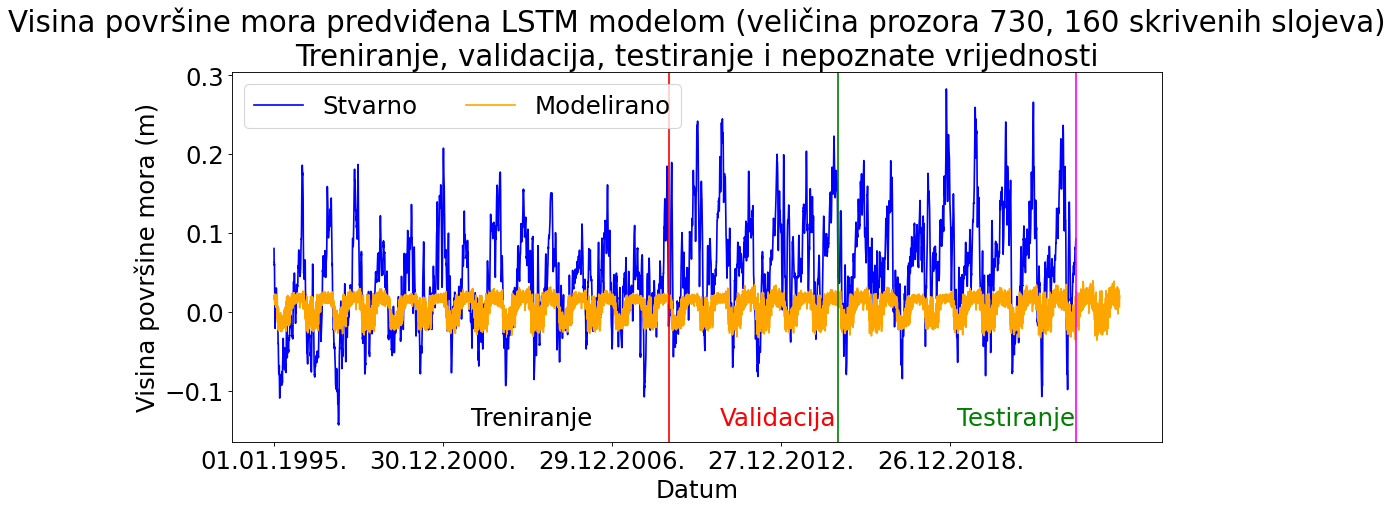 Visina površine mora predviđena LSTM modelom (veličina prozora 730, 160 skrivenih slojeva)
Treniranje, validacija, testiranje i nepoznate vrijednosti
Stvarno Modelirano
Visina površine mora (m)
0.3
0.2
0.1
0.0
−0.1
Treniranje Validacija Testiranje
01.01.1995. 30.12.2000. 29.12.2006. 27.12.2012. 26.12.2018.
Datum